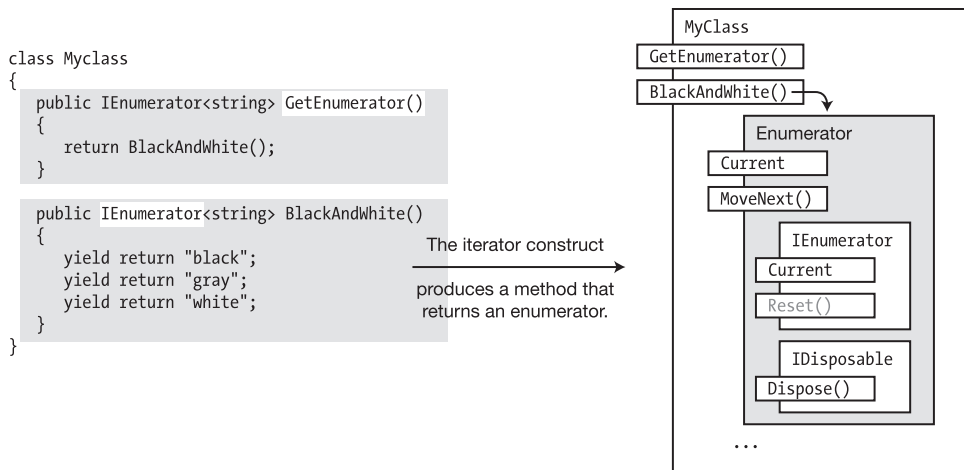 class Myclass
{
public IEnumerator<string> GetEnumerator()
{
return BlackAndWhite();
}
public IEnumerator<string> BlackAndWhite()
{
yield return "black";
yield return "gray";
yield return "white";
}
}
The iterator construct
produces a method that
returns an enumerator.
MyClass
GetEnumerator()
BlackAndWhite()
Enumerator
Current
MoveNext()
IEnumerator
Current
Reset()
IDisposable
Dispose()
...